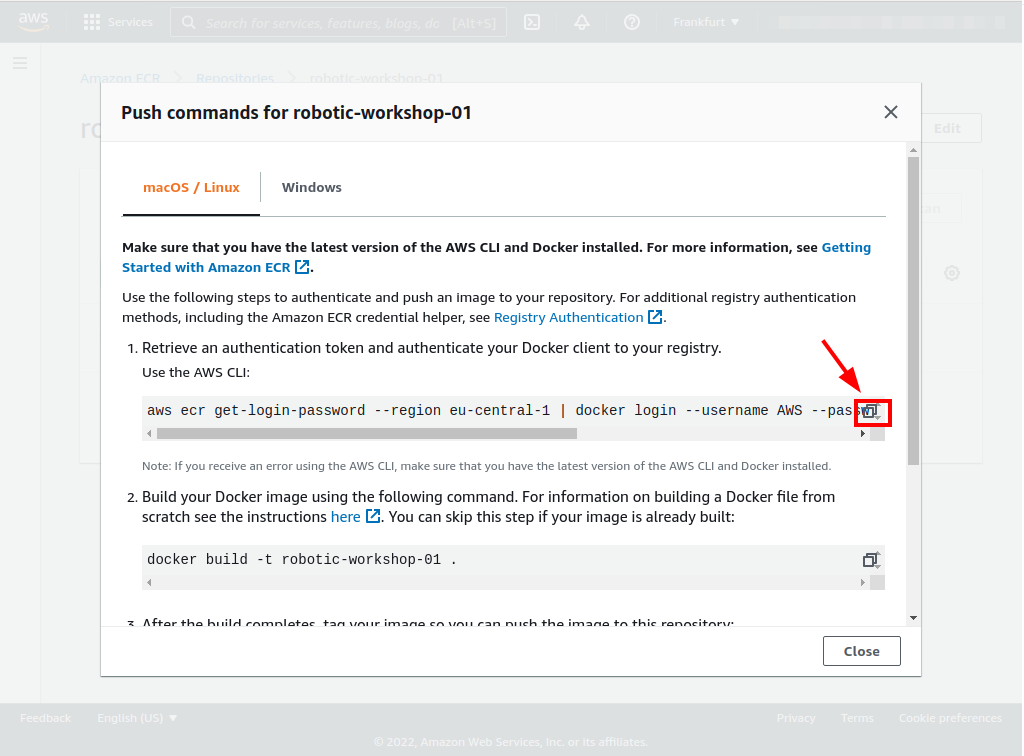 aws
Services
Search for services, features, blogs, do [Alt+S]
Frankfurt ▼
Amazon ECR > Repositories > robotic-workshop-01
Edit
Push commands for robotic-workshop-01
macOS / Linux
Windows
Make sure that you have the latest version of the AWS CLI and Docker installed. For more information, see Getting
Started with Amazon ECR.
Use the following steps to authenticate and push an image to your repository. For additional registry authentication
methods, including the Amazon ECR credential helper, see Registry Authentication.
1. Retrieve an authentication token and authenticate your Docker client to your registry.
Use the AWS CLI:
aws ecr get-login-password --region eu-central-1 | docker login --username AWS --passw
Note: If you receive an error using the AWS CLI, make sure that you have the latest version of the AWS CLI and Docker installed.
2. Build your Docker image using the following command. For information on building a Docker file from
scratch see the instructions here. You can skip this step if your image is already built:
docker build -t robotic-workshop-01 .
3. After the build completes, tag your image so you can push the image to this repository:
Close
Feedback
English (US) ▼
Privacy
Terms
Cookie preferences
© 2022, Amazon Web Services, Inc. or its affiliates.